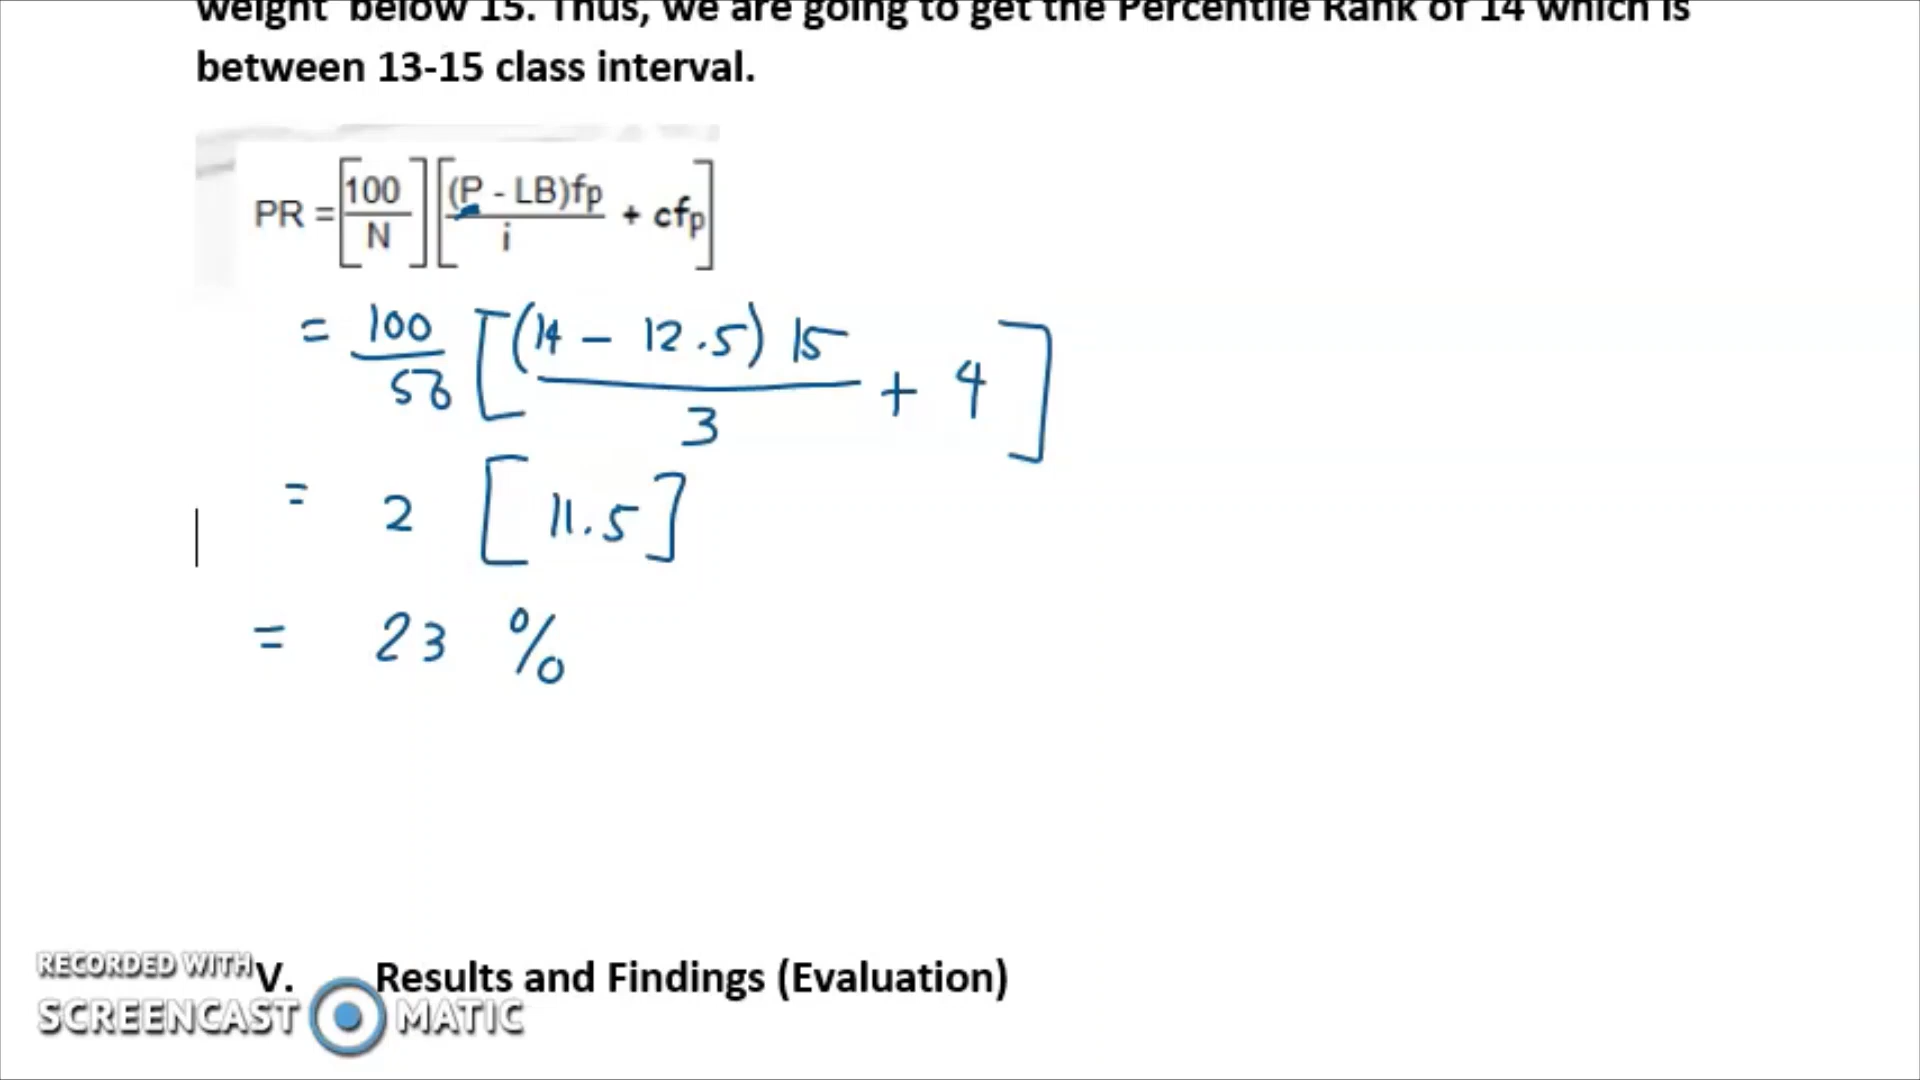 weight below 15. Thus, we are going to get the Percentile Rank of 14 which is
between 13-15 class interval.
PR = [100/N] [(P - LB)fp/i + cfp]
= 100/50 [(14 - 12.5) 15/3 + 4]
= 2 [11.5]
= 23 %
V. Results and Findings (Evaluation)
RECORDED WITH
SCREENCAST MATIC